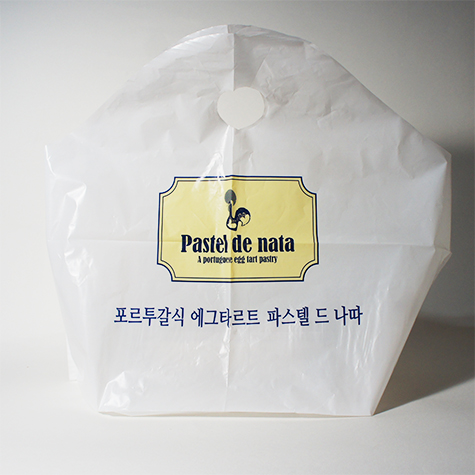 Pastel de nata
A portuguee egg tart pastry
포르투갈식 에그타르트 파스텔 드 나따